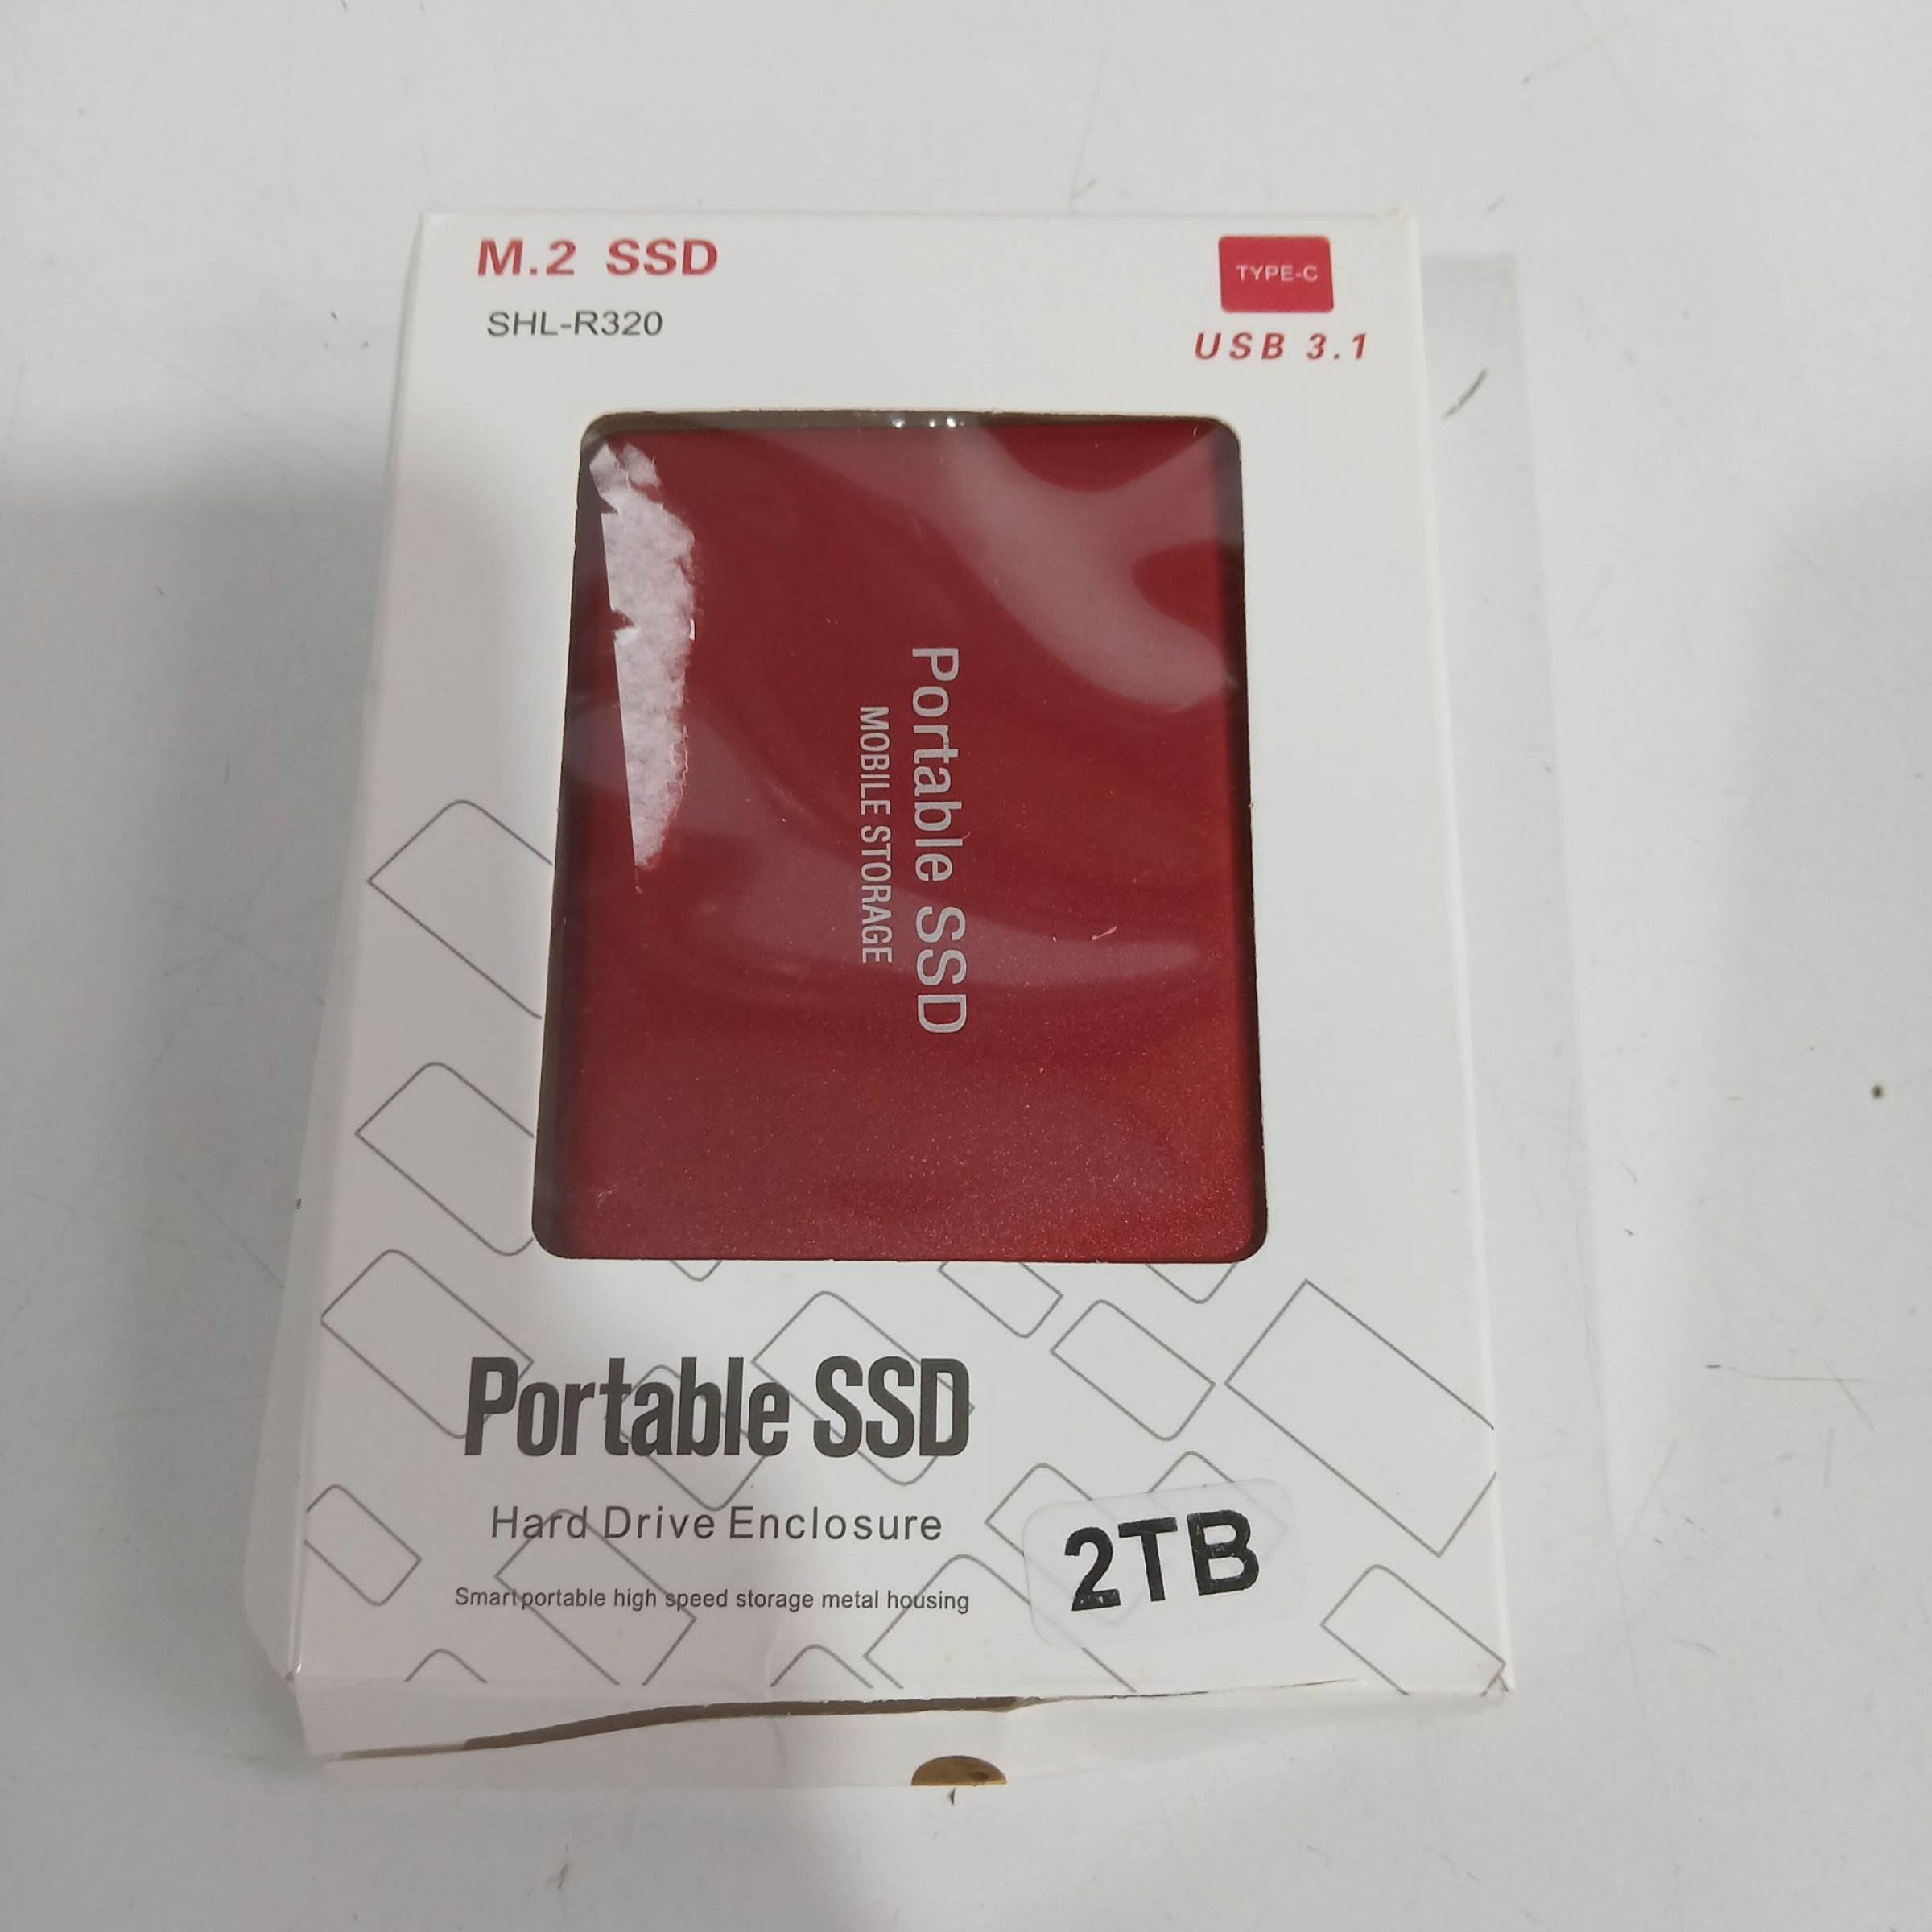 M.2 SSD
SHL-R320
TYPE-C
USB 3.1
Portable SSD
MOBILE STORAGE
Portable SSD
Hard Drive Enclosure
Smart portable high speed storage metal housing
2TB